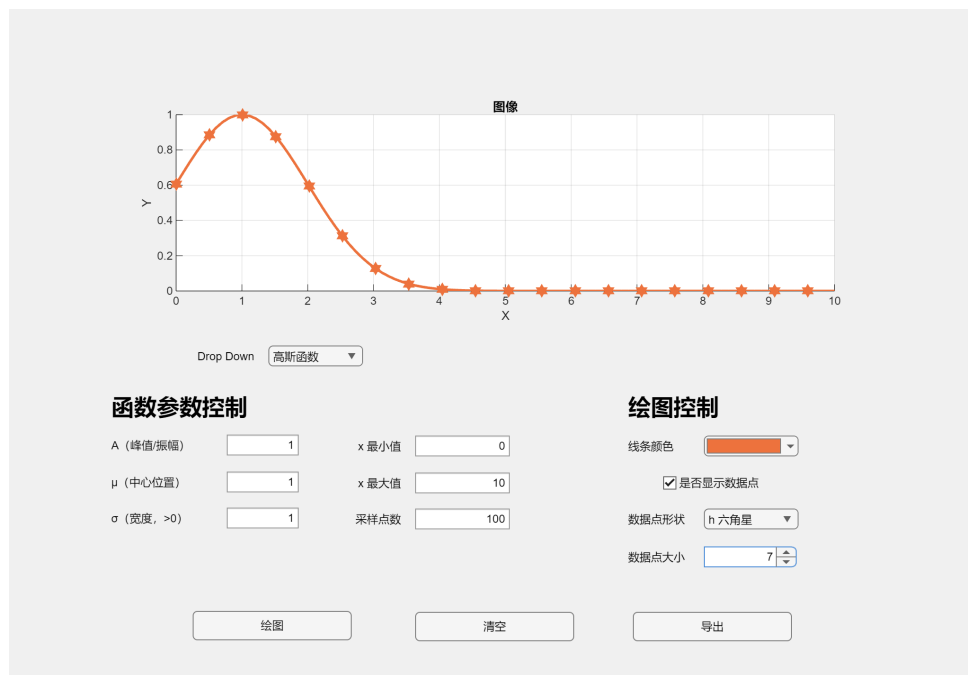 图像
1
0.8
0.6
0.4
0.2
0
Y
0 1 2 3 4 5 6 7 8 9 10
X
Drop Down 高斯函数
函数参数控制
绘图控制
A（峰值/振幅） 1 x 最小值 0 线条颜色
μ（中心位置） 1 x 最大值 10 是否显示数据点
σ（宽度，>0） 1 采样点数 100 数据点形状 h 六角星
数据点大小 7
绘图 清空 导出